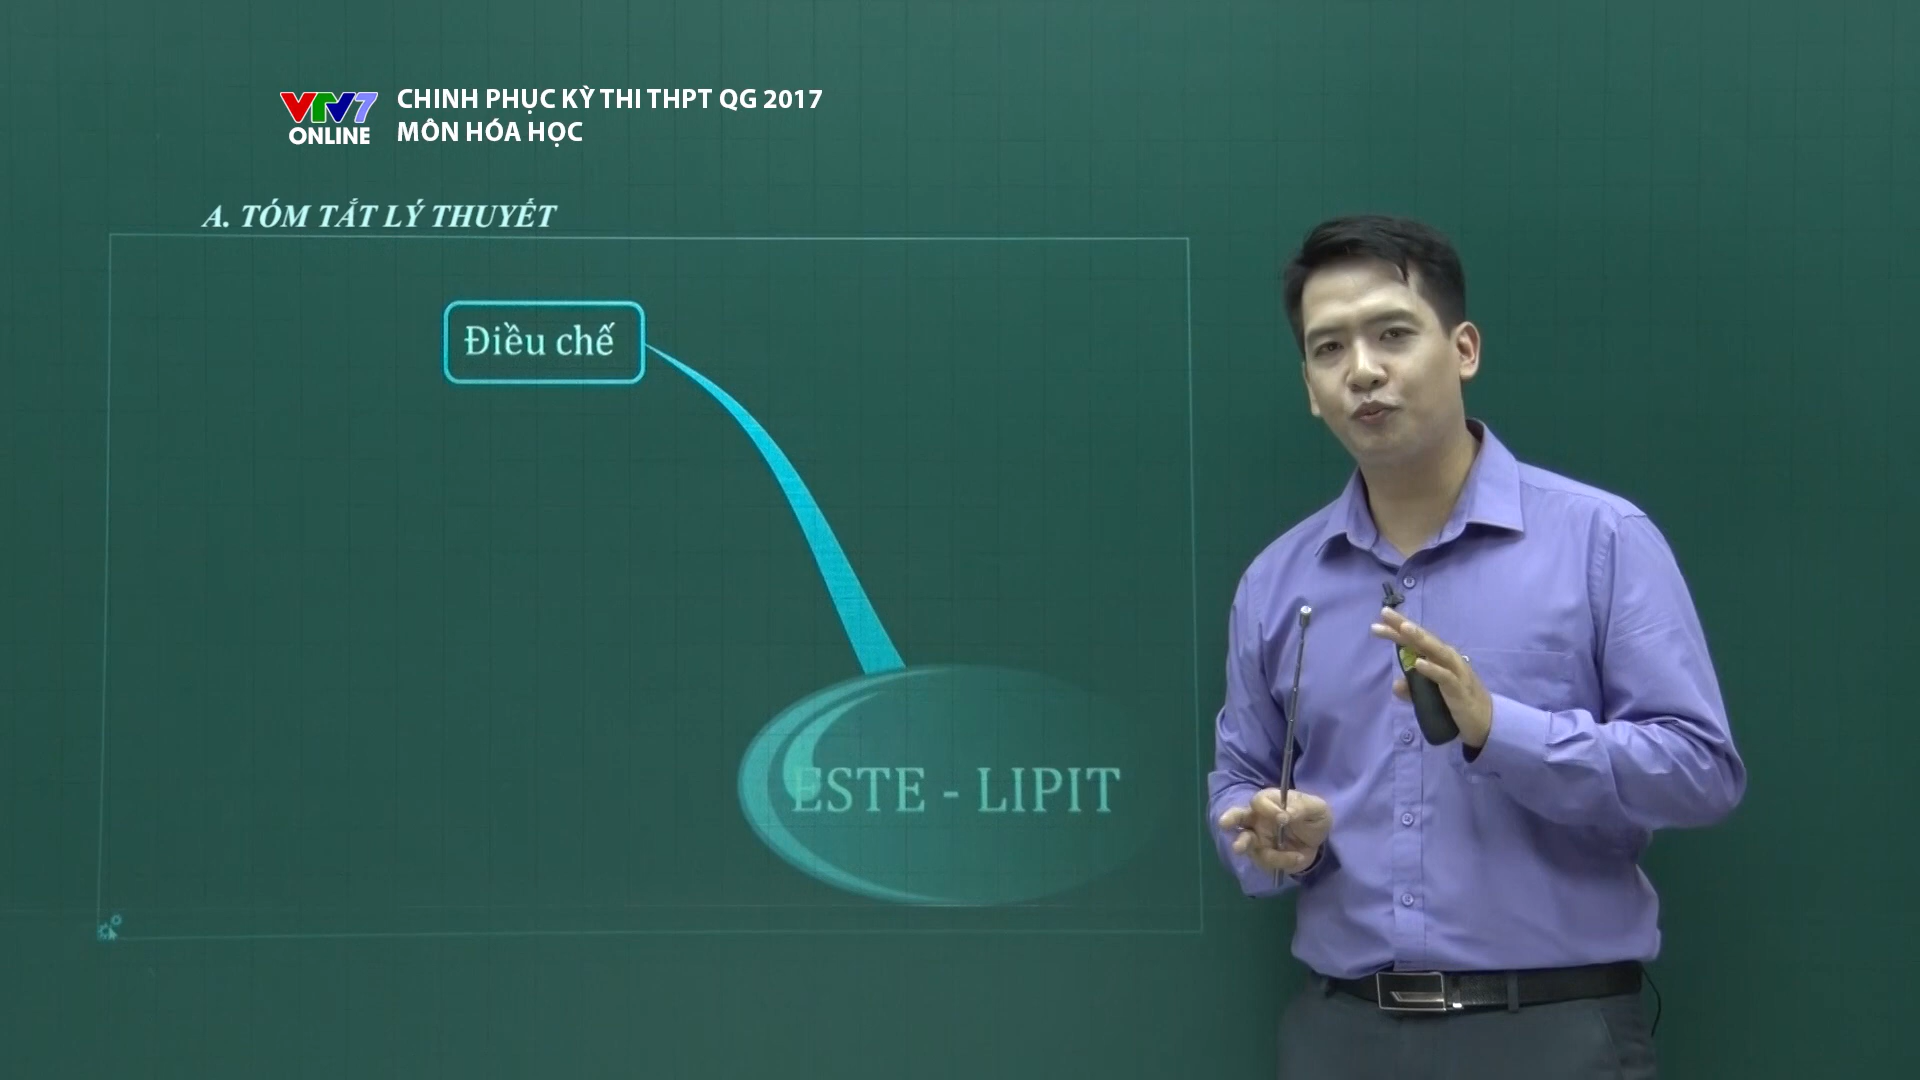 VTV7
ONLINE
CHINH PHỤC KỲ THI THPT QG 2017
MÔN HÓA HỌC
A. TÓM TẮT LÝ THUYẾT
Điều chế
ESTE - LIPIT